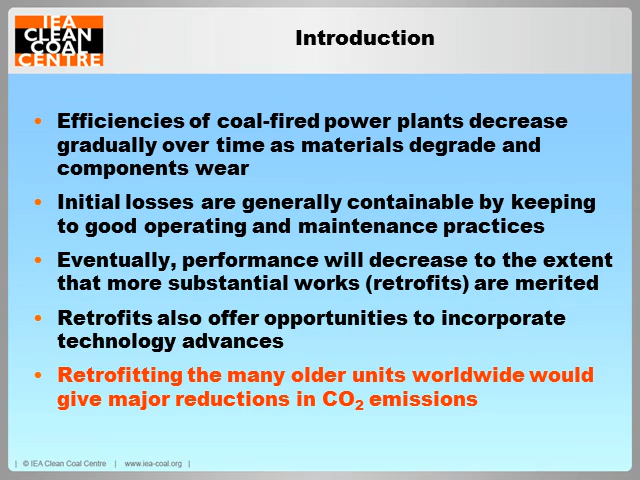 IEA
CLEAN
COAL
CENTRE
Introduction
• Efficiencies of coal-fired power plants decrease
gradually over time as materials degrade and
components wear
• Initial losses are generally containable by keeping
to good operating and maintenance practices
• Eventually, performance will decrease to the extent
that more substantial works (retrofits) are merited
• Retrofits also offer opportunities to incorporate
technology advances
• Retrofitting the many older units worldwide would
give major reductions in CO₂ emissions
| © IEA Clean Coal Centre | www.iea-coal.org |